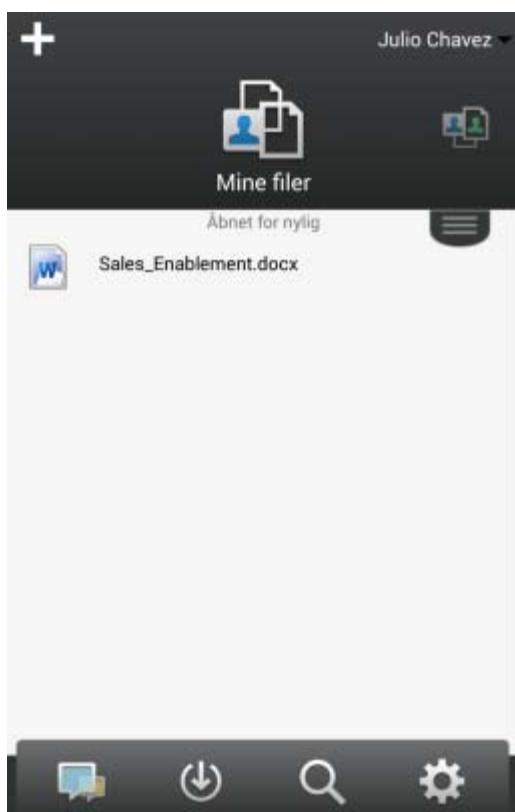 Julio Chavez
Mine filer
Åbnet for nylig
Sales_Enablement.docx